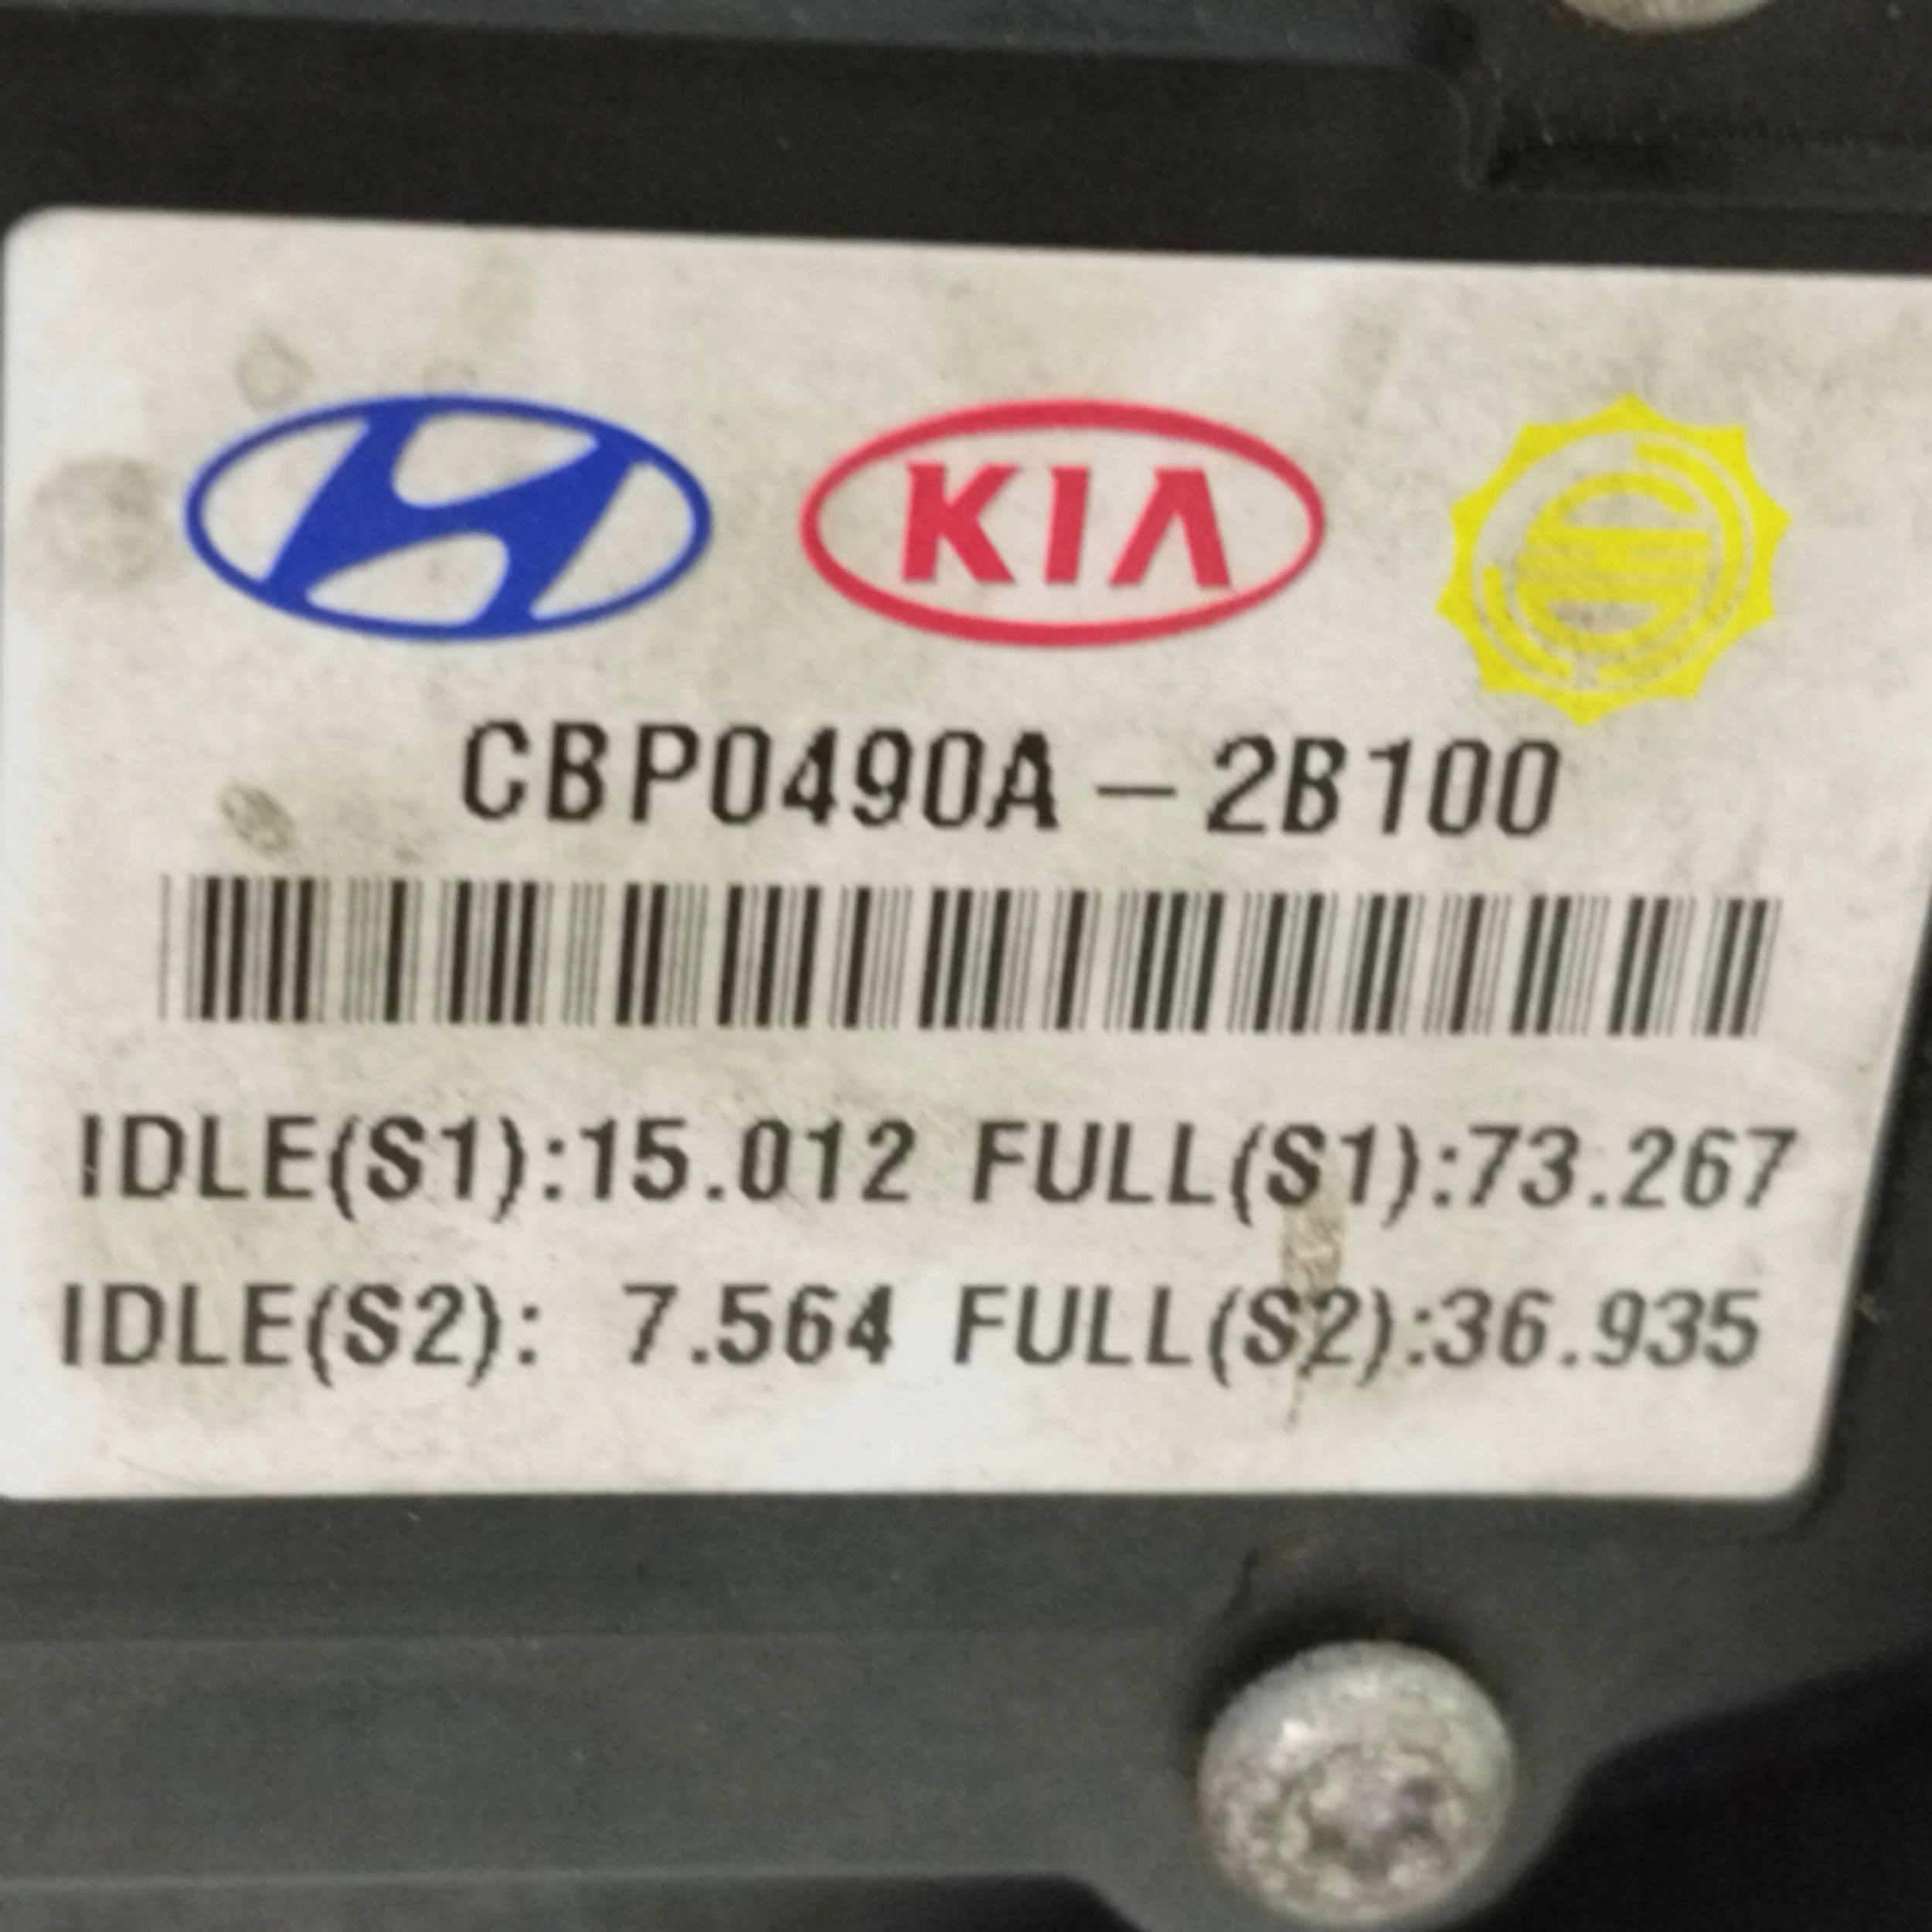 KIA
CBP0490A - 2B100
IDLE(S1):15.012 FULL(S1):73.267
IDLE(S2): 7.564 FULL(S2):36.935